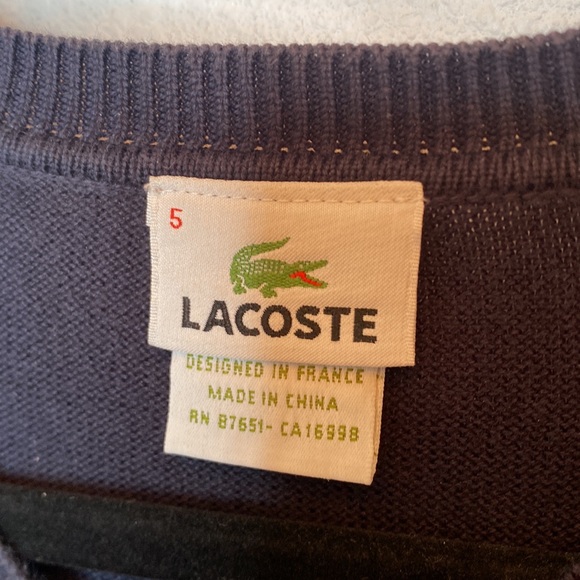 5
LACOSTE
DESIGNED IN FRANCE
MADE IN CHINA
RN 87651- CA16998